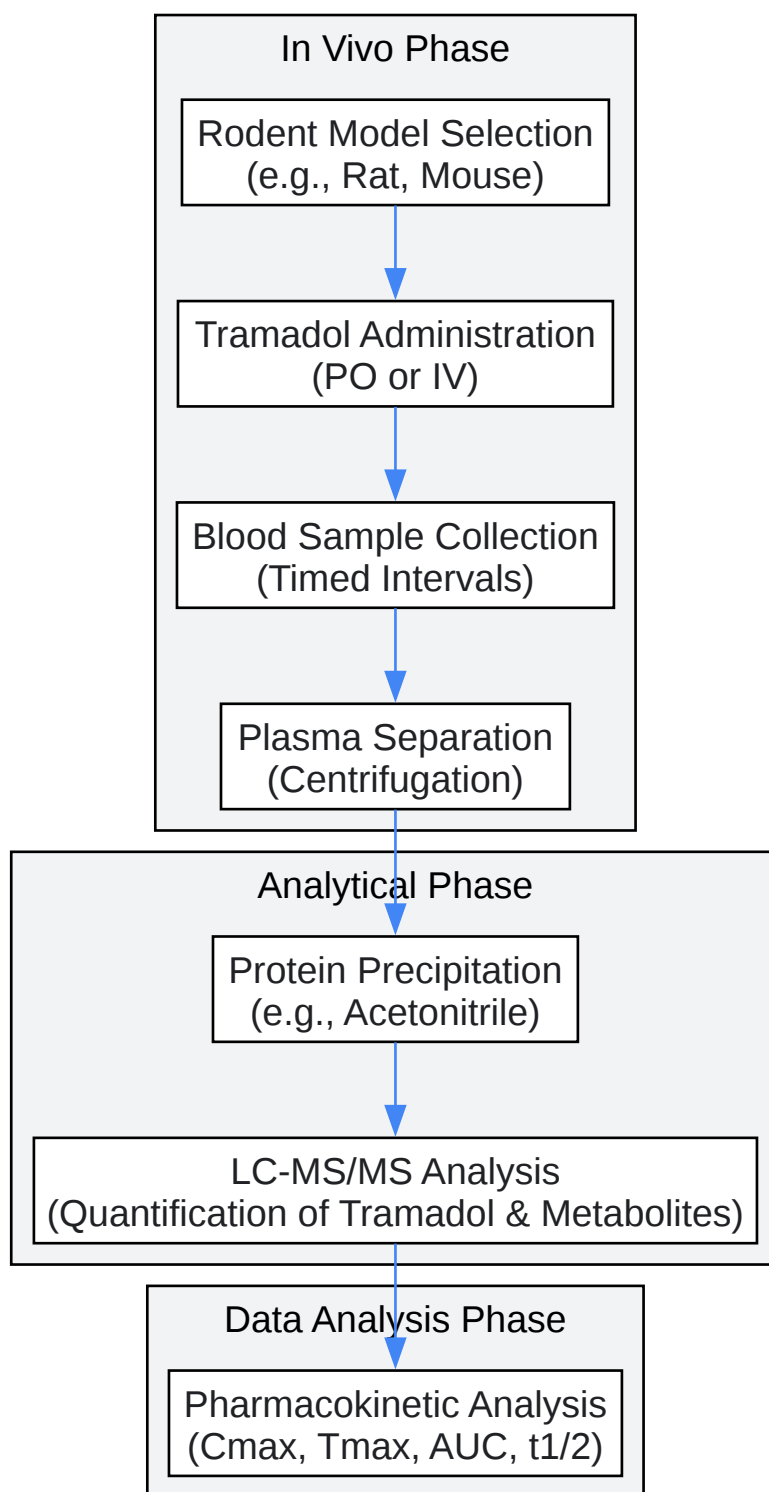 In Vivo Phase
Rodent Model Selection
(e.g., Rat, Mouse)
Tramadol Administration
(PO or IV)
Blood Sample Collection
(Timed Intervals)
Plasma Separation
(Centrifugation)
Analytical Phase
Protein Precipitation
(e.g., Acetonitrile)
LC-MS/MS Analysis
(Quantification of Tramadol & Metabolites)
Data Analysis Phase
Pharmacokinetic Analysis
(Cmax, Tmax, AUC, t1/2)